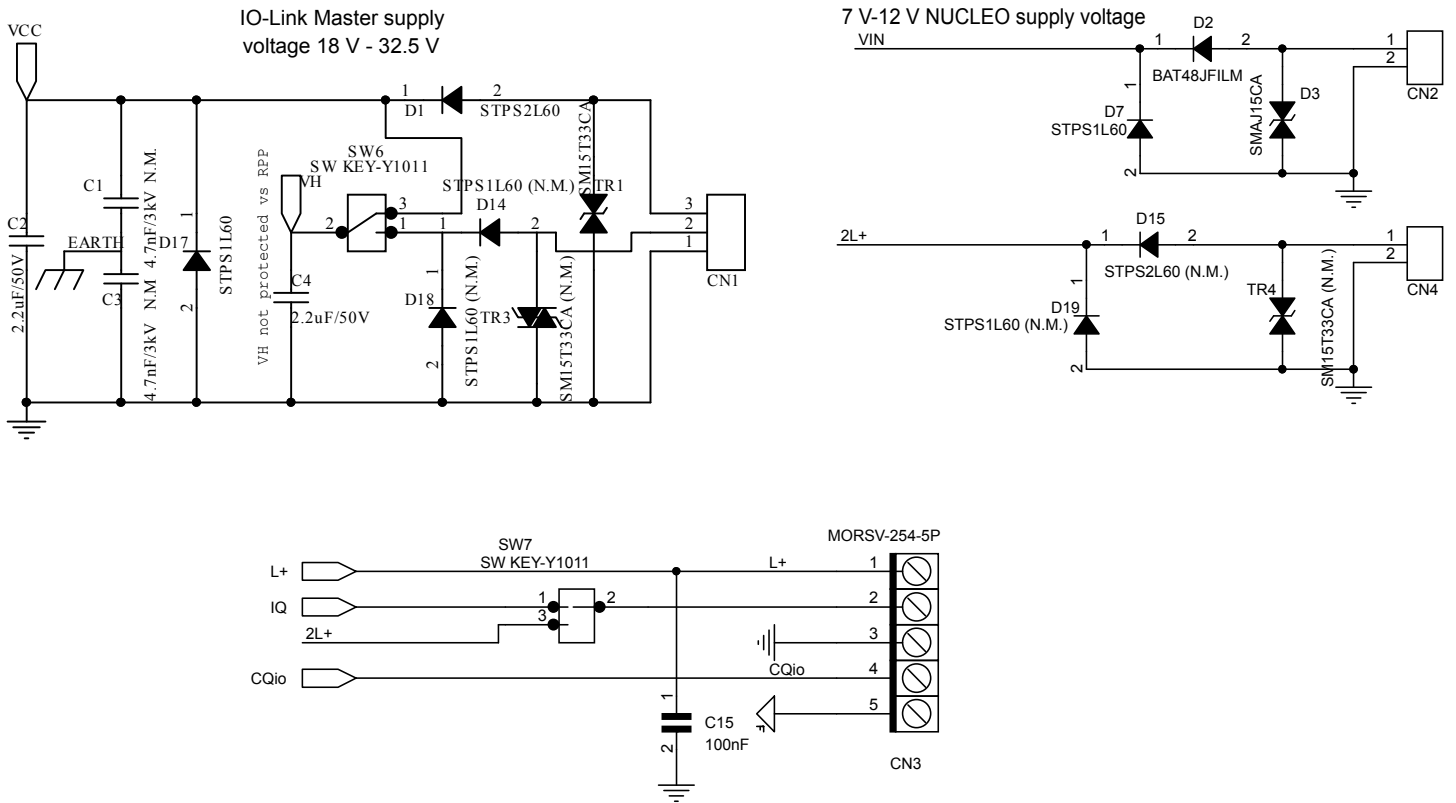 IO-Link Master supply
voltage 18 V - 32.5 V
VCC
1
2
D1
STPS2L60
SW6
SW KEY-Y1011
VH
VH not protected vs RPP
C1
4.7nF/3kV N.M.
C2
2.2uF/50V
EARTH
C3
4.7nF/3kV N.M
D17
1
2
STPS1L60
2
3
1
C4
2.2uF/50V
STPS1L60 (N.M.)
D14
1
2
TR1
SM15T33CA
D18
1
2
STPS1L60 (N.M.)
TR3
SM15T33CA (N.M.)
3
2
1
CN1
7 V-12 V NUCLEO supply voltage
VIN
D2
1
2
BAT48JFILM
1
2
CN2
1
D7
STPS1L60
2
D3
SMAJ15CA
2L+
D15
1
2
STPS2L60 (N.M.)
1
2
CN4
1
D19
STPS1L60 (N.M.)
2
TR4
SM15T33CA (N.M.)
MORSV-254-5P
SW7
SW KEY-Y1011
L+
L+
1
IQ
1
2
2
3
2L+
3
CQio
CQio
4
5
1
C15
100nF
2
CN3